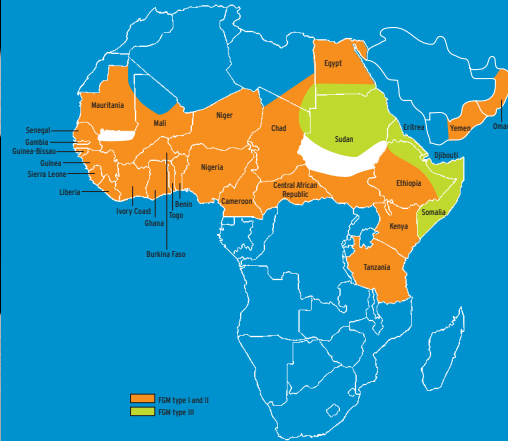 Egypt
Mauritania
Mali
Niger
Chad
Sudan
Eritrea
Yemen
Oman
Senegal
Gambia
Guinea-Bissau
Guinea
Sierra Leone
Liberia
Nigeria
Djibouti
Ethiopia
Central African
Republic
Cameroon
Somalia
Ivory Coast
Ghana
Togo
Benin
Burkina Faso
Kenya
Tanzania
FGM type I and II
FGM type III